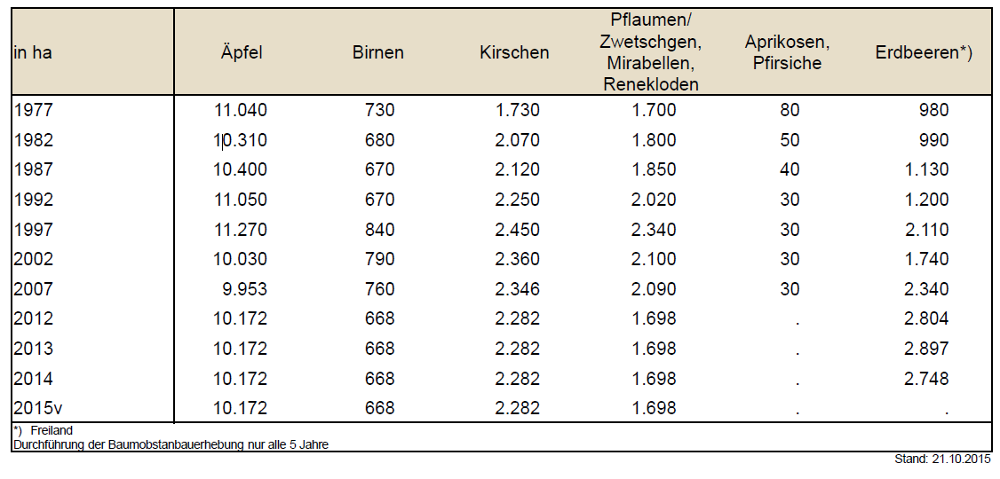 in ha Äpfel Birnen Kirschen Pflaumen/
Zwetschgen,
Mirabellen,
Renekloden Aprikosen,
Pfirsiche Erdbeeren*)
1977 11.040 730 1.730 1.700 80 980
1982 10.310 680 2.070 1.800 50 990
1987 10.400 670 2.120 1.850 40 1.130
1992 11.050 670 2.250 2.020 30 1.200
1997 11.270 840 2.450 2.340 30 2.110
2002 10.030 790 2.360 2.100 30 1.740
2007 9.953 760 2.346 2.090 30 2.340
2012 10.172 668 2.282 1.698 . 2.804
2013 10.172 668 2.282 1.698 . 2.897
2014 10.172 668 2.282 1.698 . 2.748
2015v 10.172 668 2.282 1.698 . .
*) Freiland
Durchführung der Baumobstanbauerhebung nur alle 5 Jahre
Stand: 21.10.2015